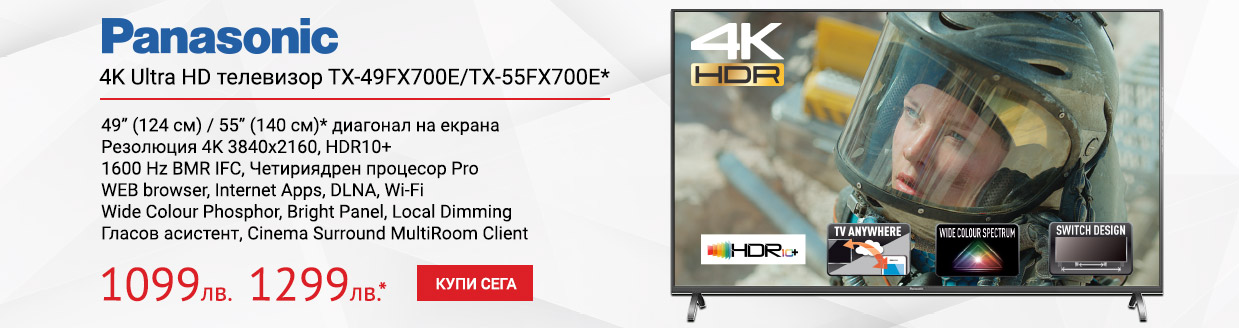 Panasonic
4K Ultra HD телевизор TX-49FX700E/TX-55FX700E*
49” (124 см) / 55” (140 см)* диагонал на екрана
Резолюция 4K 3840x2160, HDR10+
1600 Hz BMR IFC, Четириядрен процесор Pro
WEB browser, Internet Apps, DLNA, Wi-Fi
Wide Colour Phosphor, Bright Panel, Local Dimming
Гласов асистент, Cinema Surround MultiRoom Client
1099лв. 1299лв.*
КУПИ СЕГА
4K
HDR
HDR10+
TV ANYWHERE
WIDE COLOUR SPECTRUM
SWITCH DESIGN
Panasonic